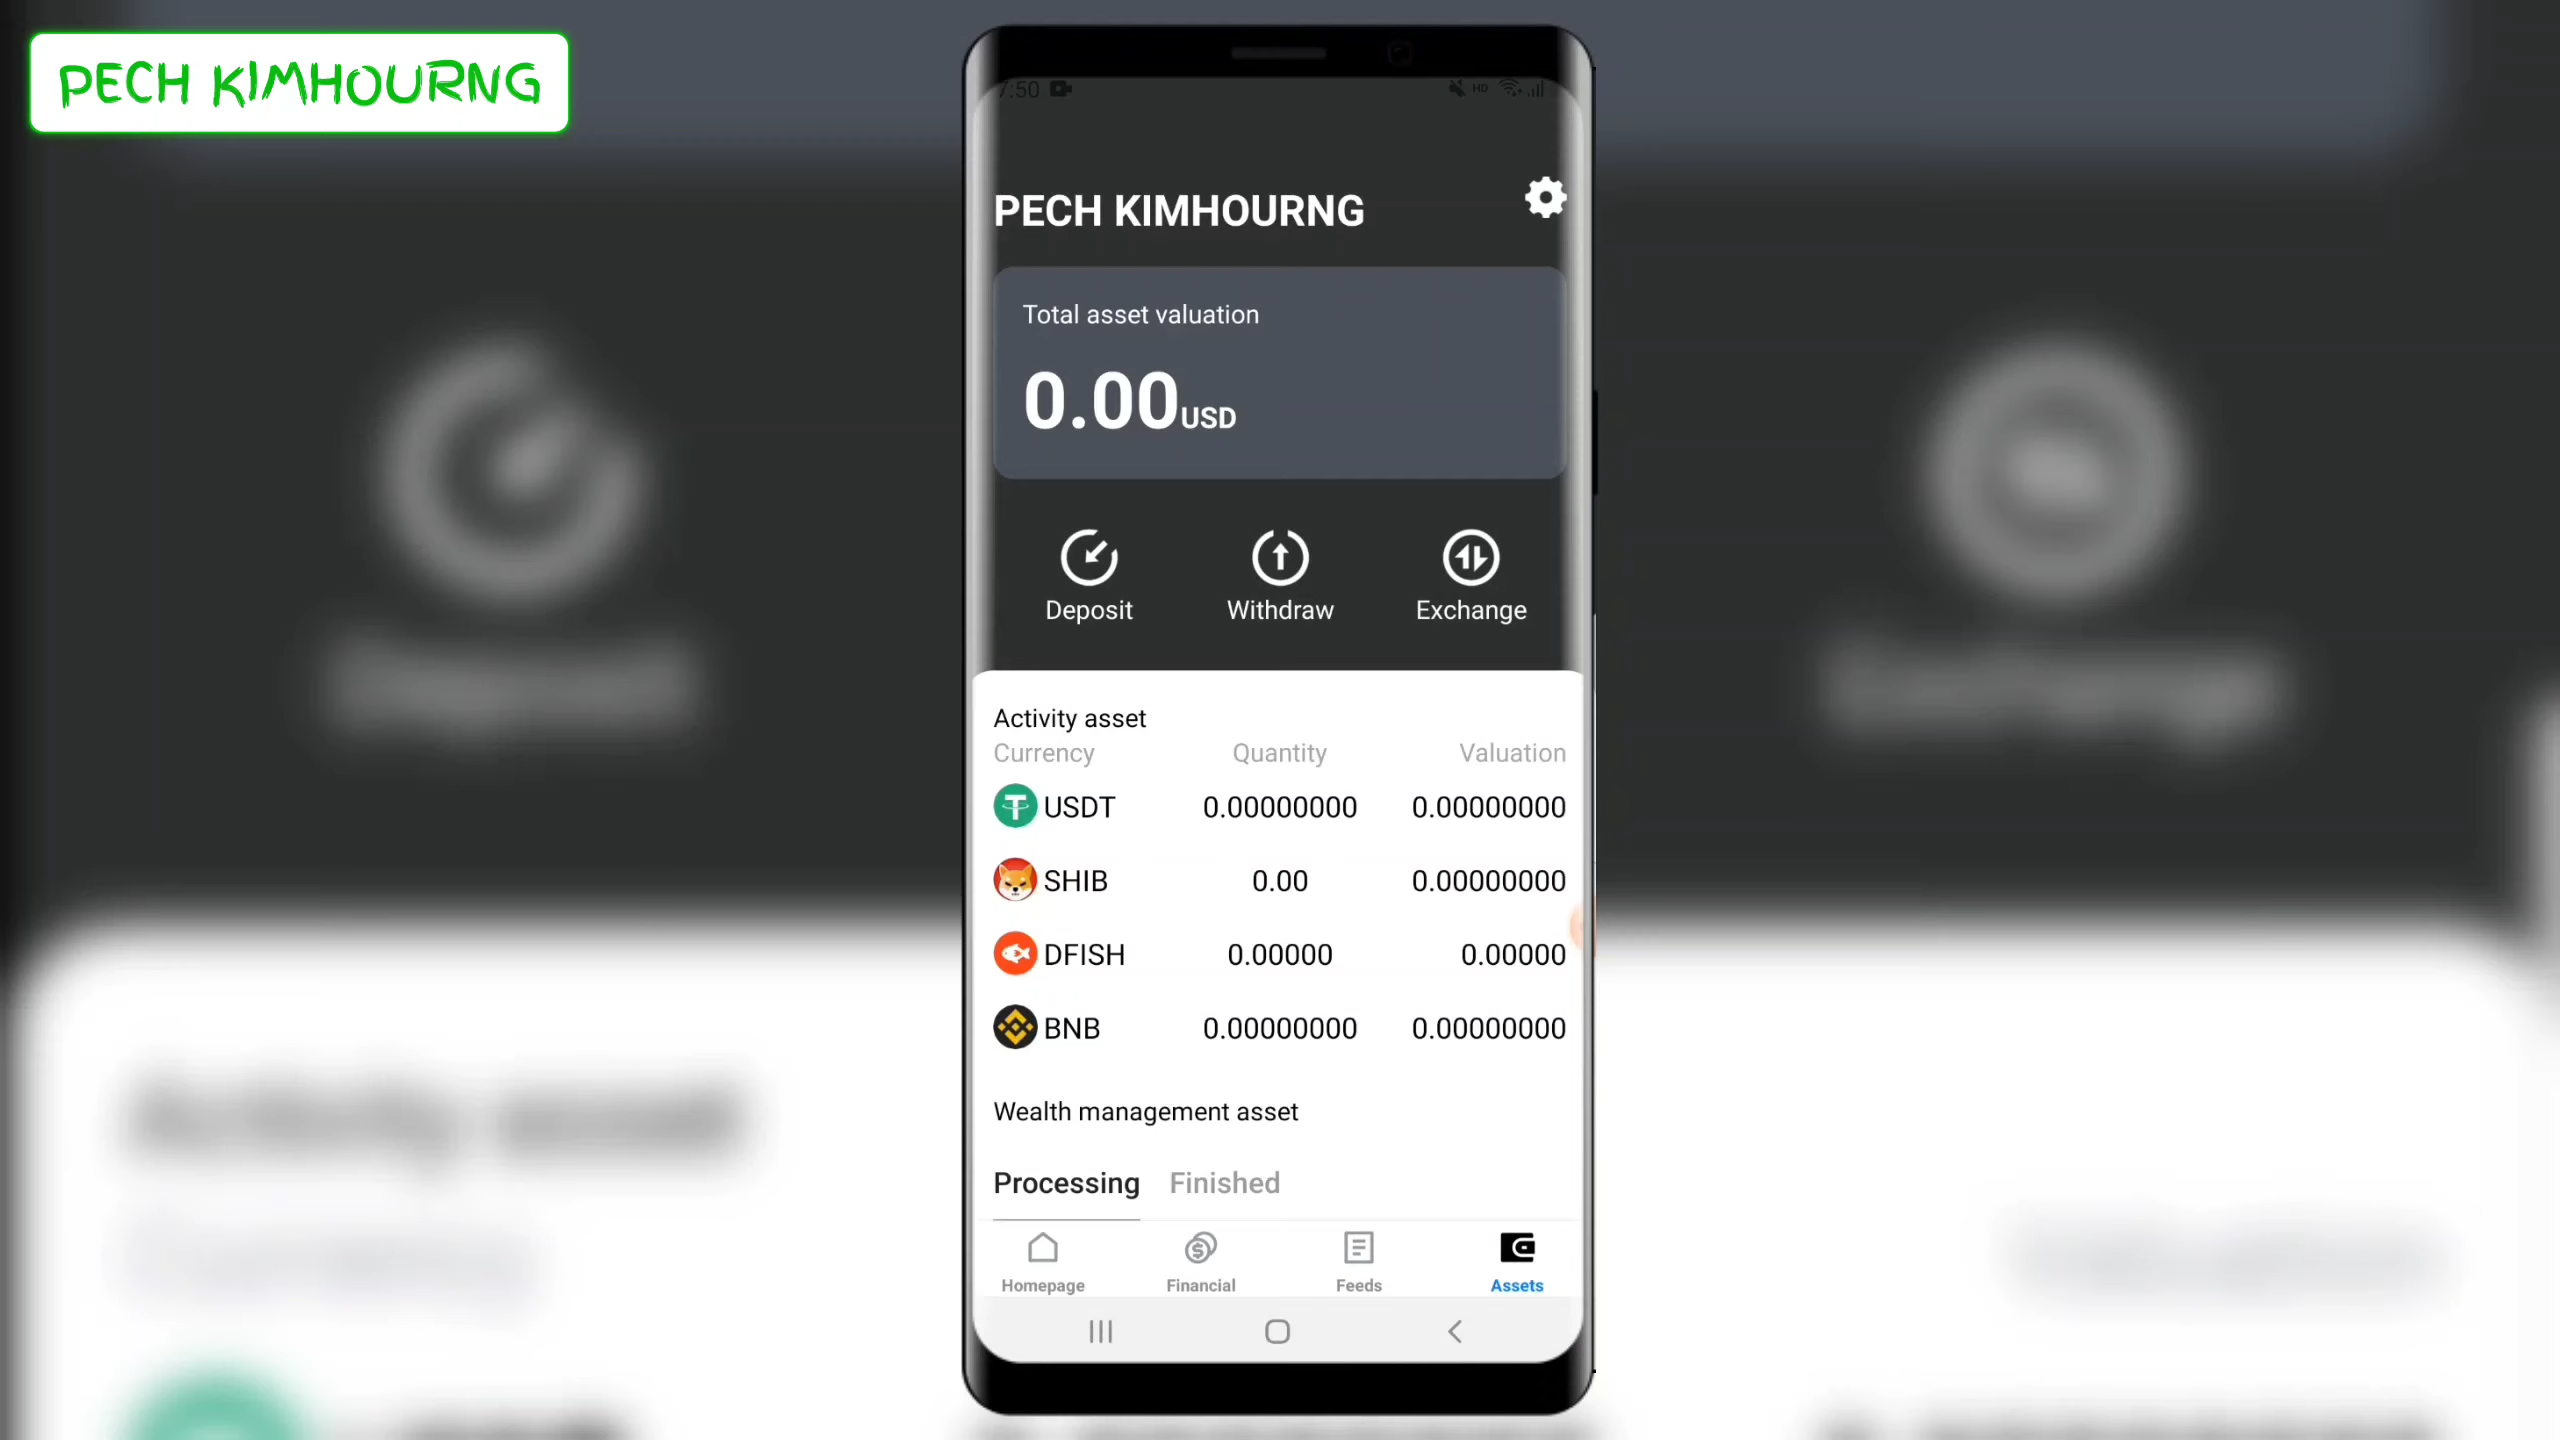 PECH KIMHOURNG
7:50
HD
PECH KIMHOURNG
Total asset valuation
0.00USD
Deposit Withdraw Exchange
Activity asset
Currency Quantity Valuation
USDT 0.00000000 0.00000000
SHIB 0.00 0.00000000
DFISH 0.00000 0.00000
BNB 0.00000000 0.00000000
Wealth management asset
Processing Finished
Homepage Financial Feeds Assets